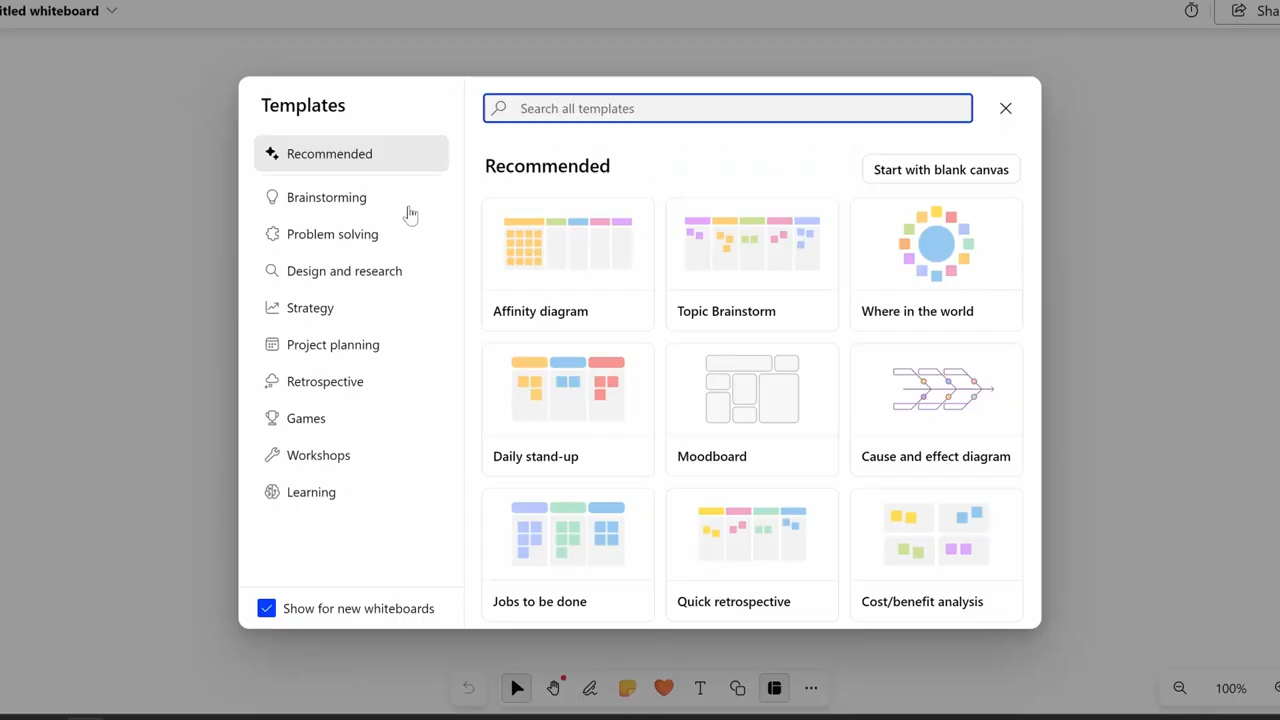 itled whiteboard
Sha
Templates
Search all templates
Recommended
Recommended
Start with blank canvas
Brainstorming
Problem solving
Design and research
Strategy
Project planning
Retrospective
Games
Workshops
Learning
Show for new whiteboards
Affinity diagram
Topic Brainstorm
Where in the world
Daily stand-up
Moodboard
Cause and effect diagram
Jobs to be done
Quick retrospective
Cost/benefit analysis
T
100%